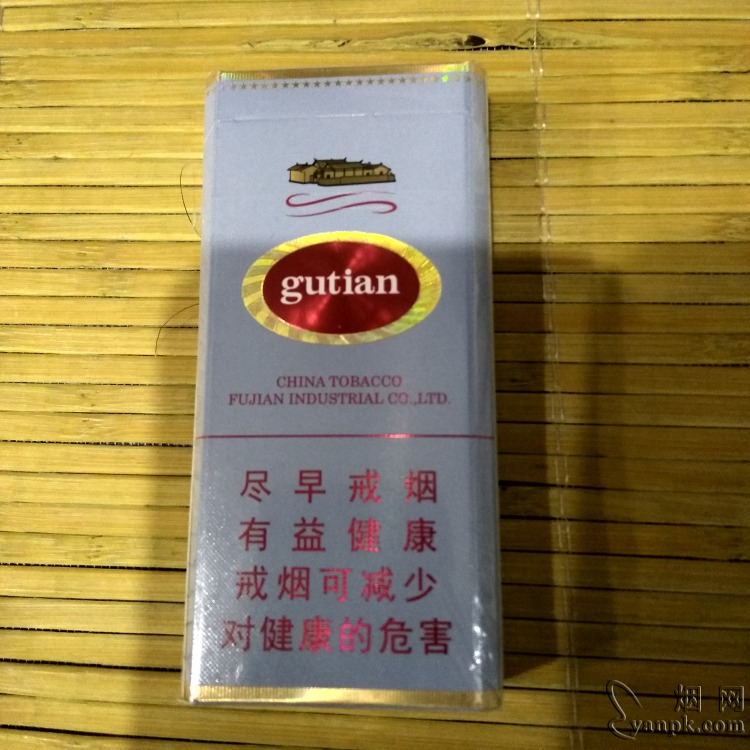 gutian
CHINA TOBACCO
FUJIAN INDUSTRIAL CO.,LTD.
尽早戒烟
有益健康
戒烟可减少
对健康的危害
烟网
yanpk.com